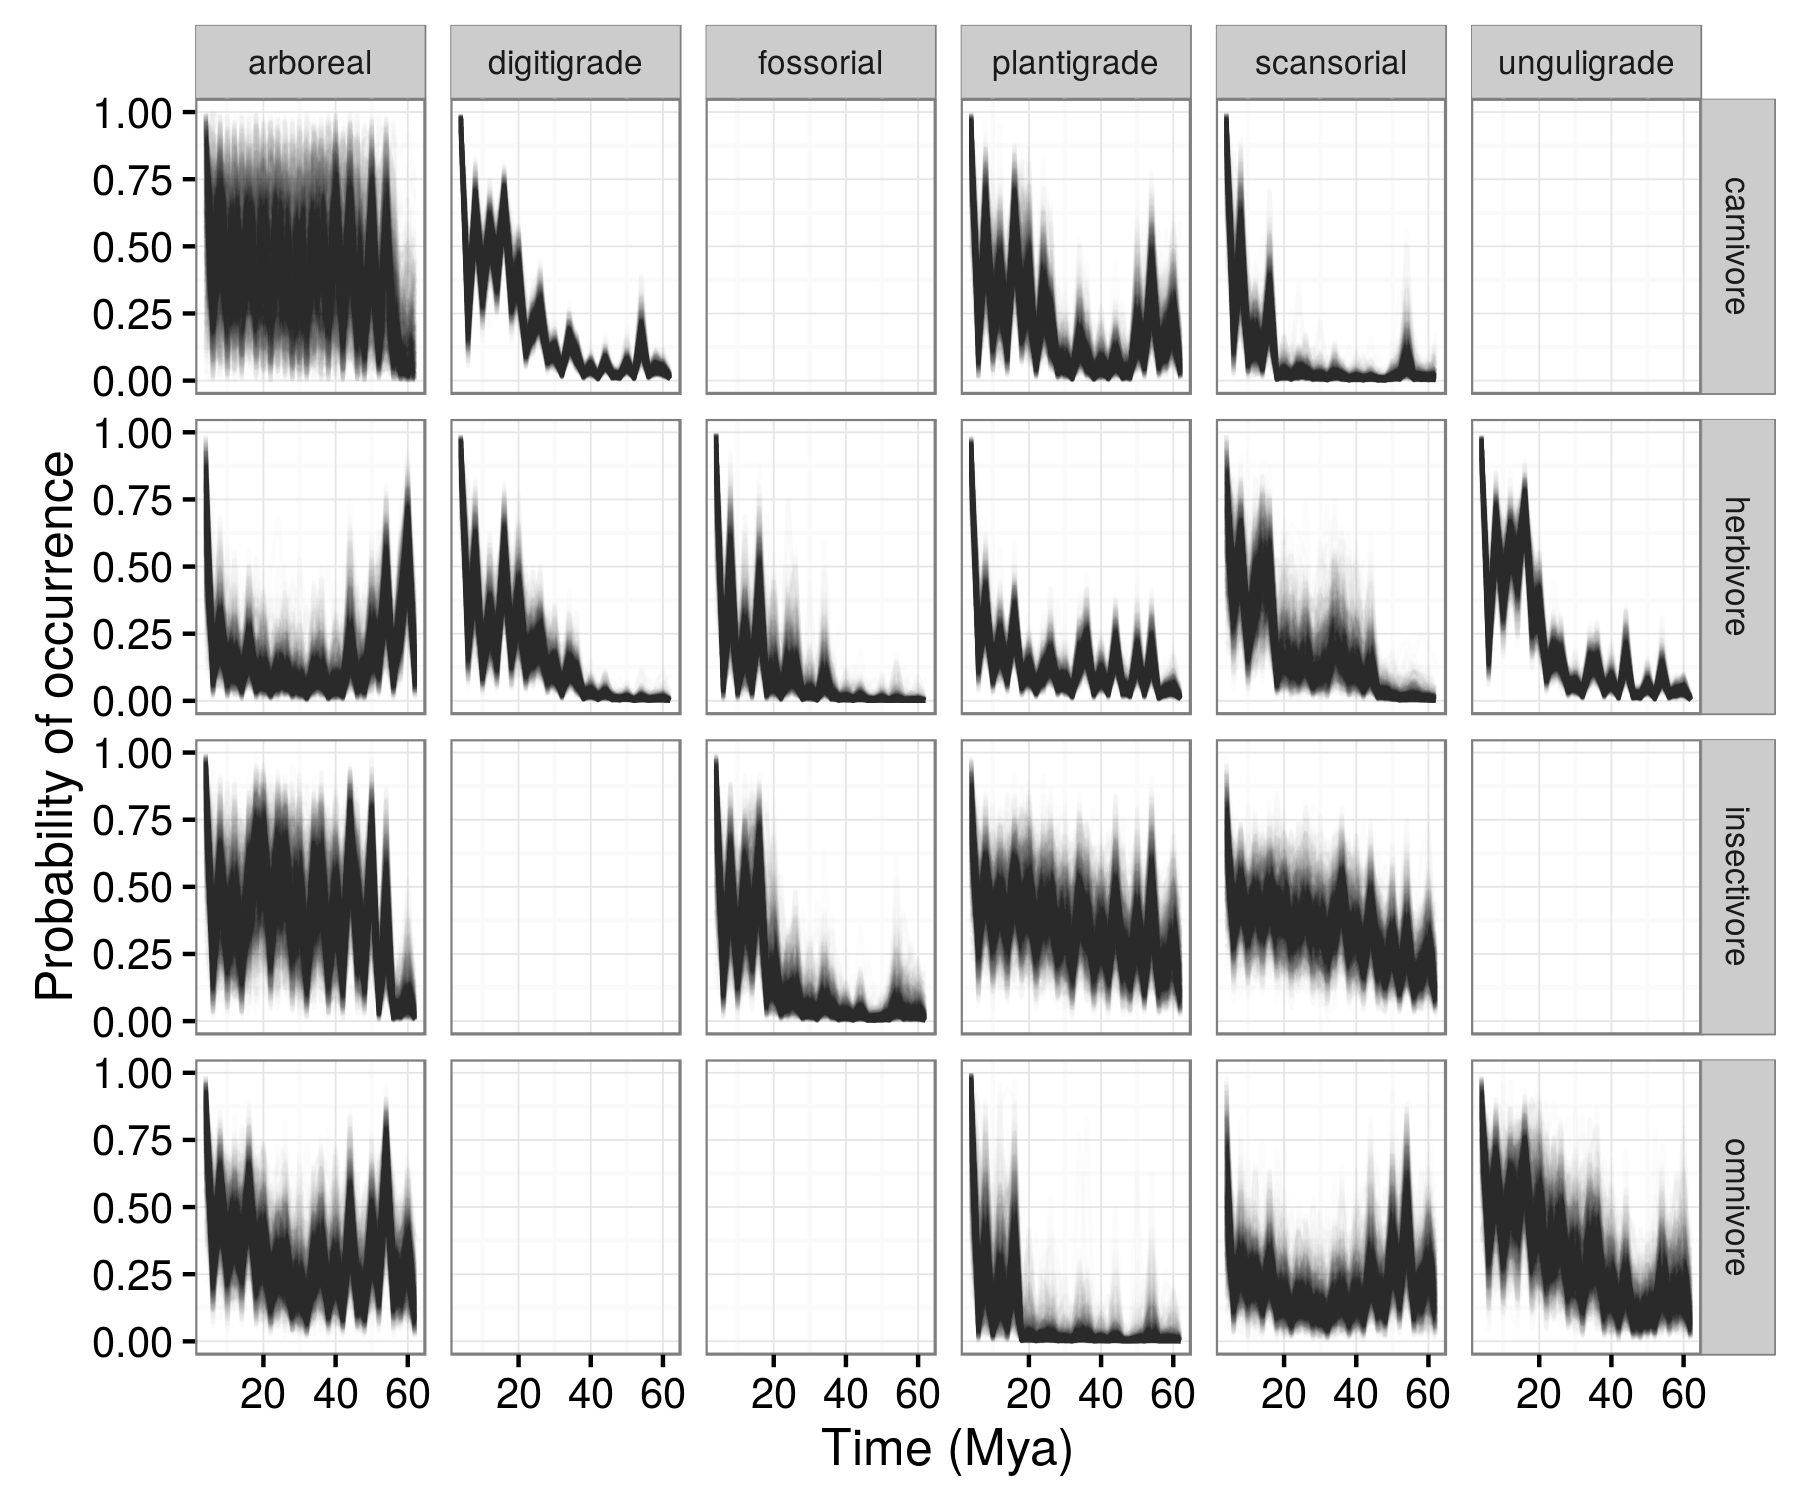 arboreal digitigrade fossorial plantigrade scansorial unguligrade
1.00
0.75
0.50
0.25
0.00
carnivore
1.00
0.75
0.50
0.25
0.00
herbivore
1.00
0.75
0.50
0.25
0.00
insectivore
1.00
0.75
0.50
0.25
0.00
omnivore
Probability of occurrence
20 40 60 20 40 60 20 40 60 20 40 60 20 40 60 20 40 60
Time (Mya)